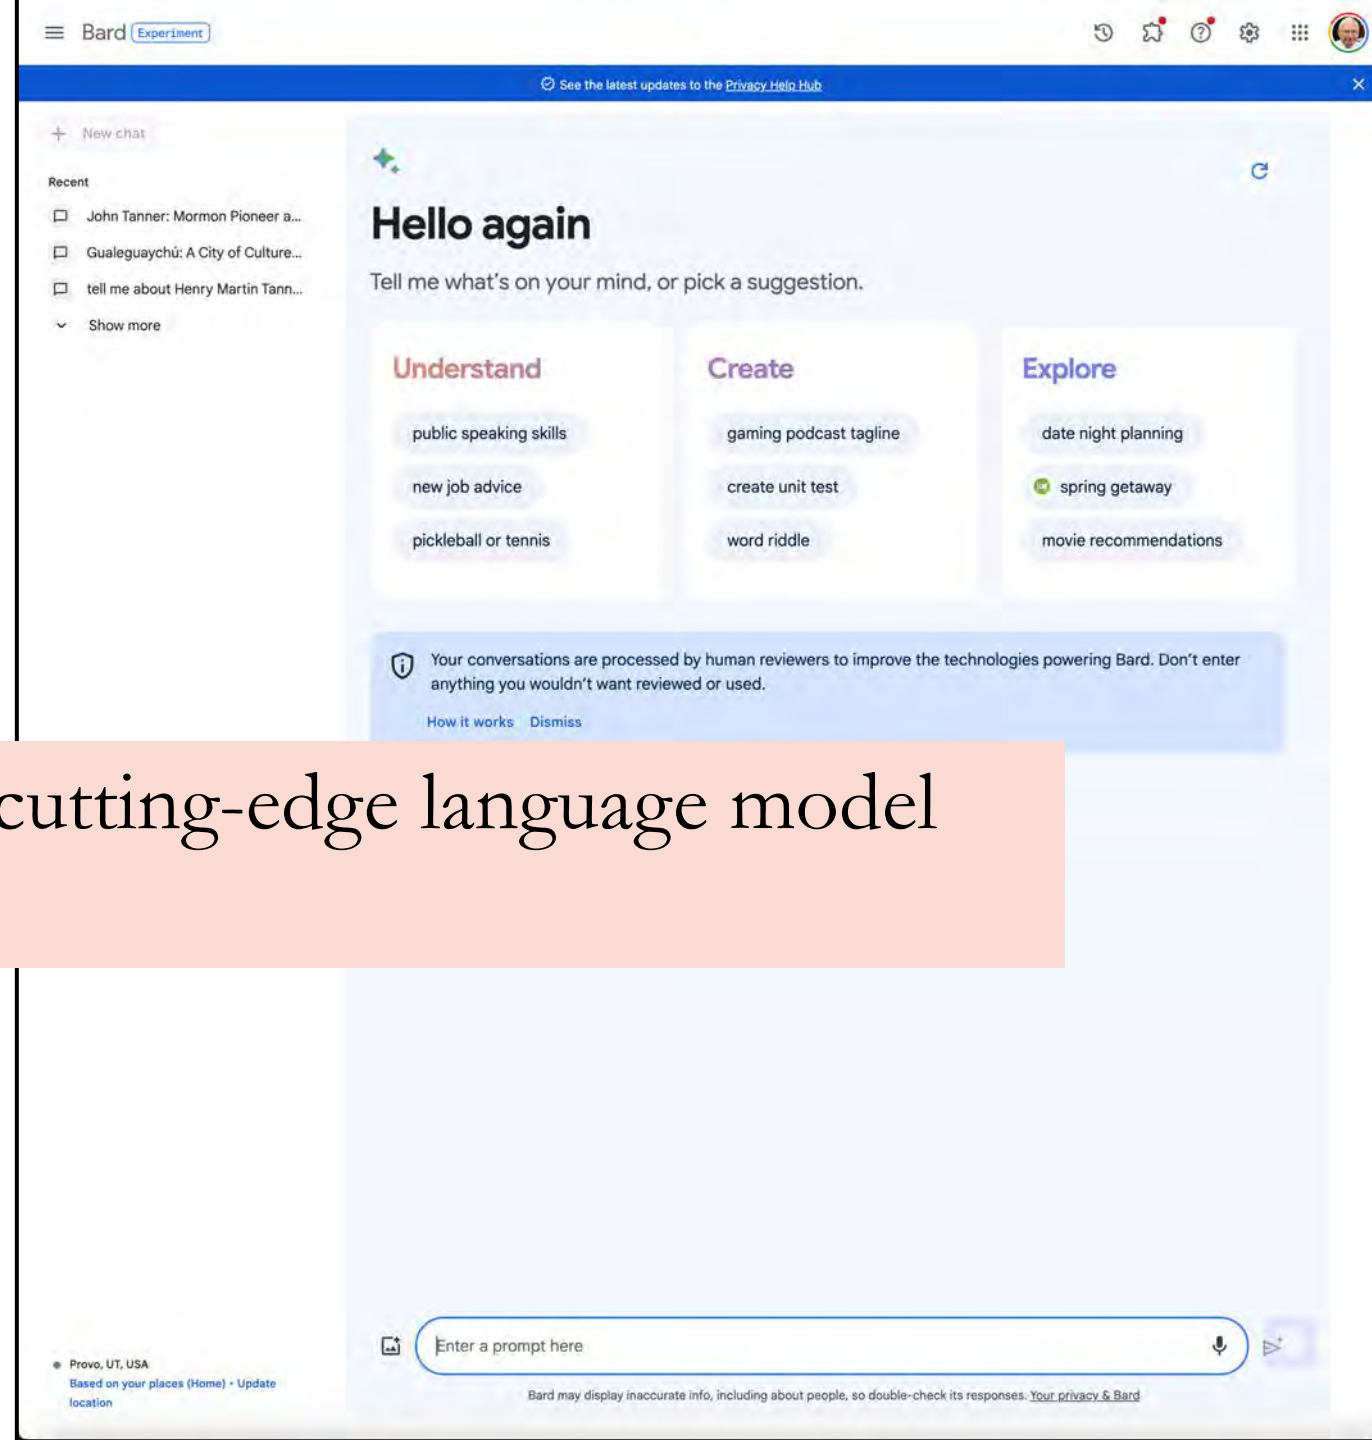 Bard Experiment
See the latest updates to the Privacy Help Hub
New chat
Recent
John Tanner: Mormon Pioneer a...
Gualeguaychú: A City of Culture...
tell me about Henry Martin Tann...
Show more
Hello again
Tell me what's on your mind, or pick a suggestion.
Understand
public speaking skills
new job advice
pickleball or tennis
Create
gaming podcast tagline
create unit test
word riddle
Explore
date night planning
spring getaway
movie recommendations
Your conversations are processed by human reviewers to improve the technologies powering Bard. Don't enter
anything you wouldn't want reviewed or used.
How it works Dismiss
cutting-edge language model
Enter a prompt here
Provo, UT, USA
Based on your places (Home) • Update
location
Bard may display inaccurate info, including about people, so double-check its responses. Your privacy & Bard